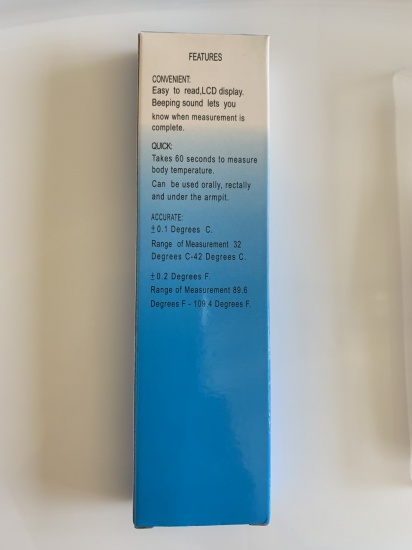 FEATURES
CONVENIENT:
Easy to read,LCD display.
Beeping sound lets you
know when measurement is
complete.
QUICK:
Takes 60 seconds to measure
body temperature.
Can be used orally, rectally
and under the armpit.
ACCURATE:
±0.1 Degrees C.
Range of Measurement 32
Degrees C-42 Degrees C.
±0.2 Degrees F.
Range of Measurement 89.6
Degrees F - 109.4 Degrees F.